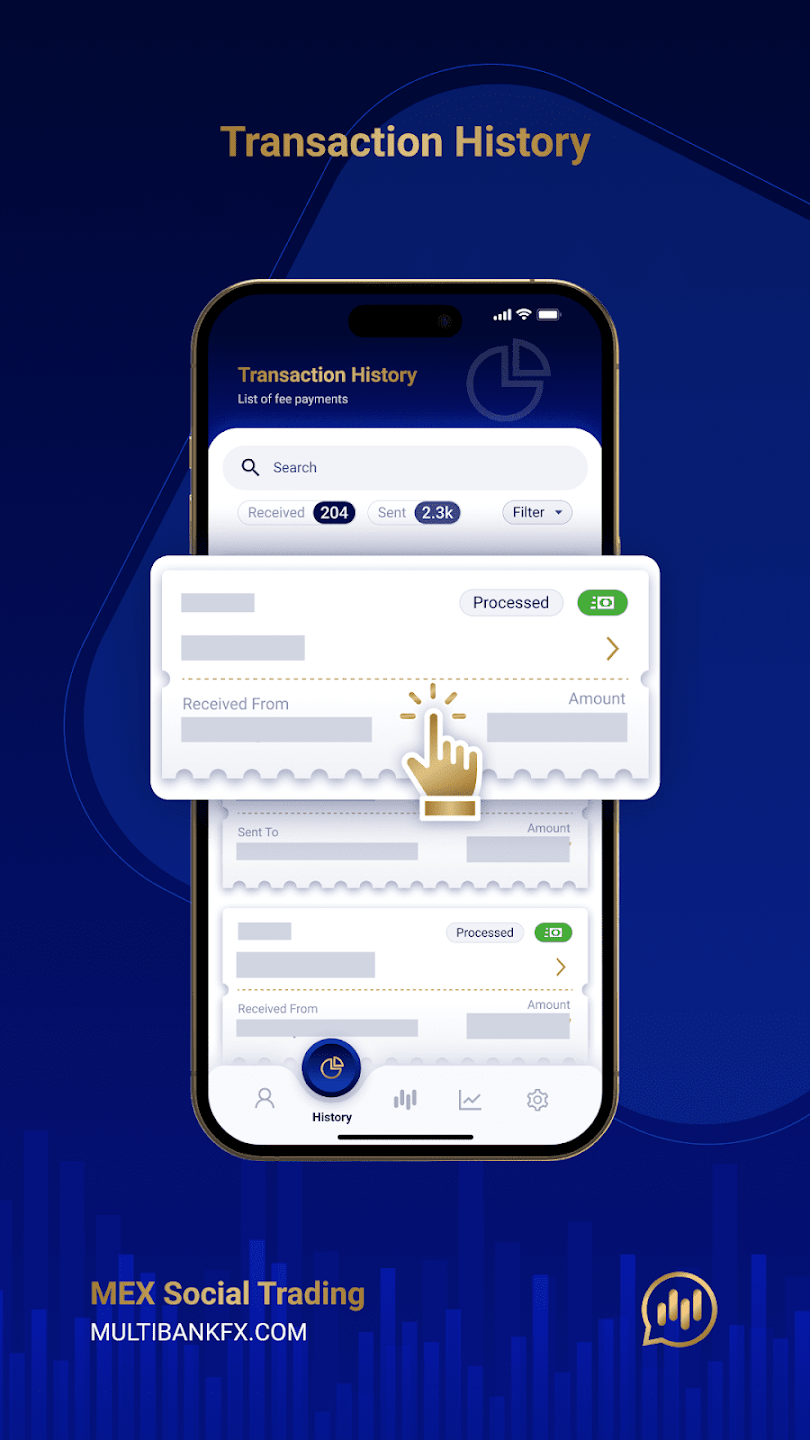 Transaction History
Transaction History
List of fee payments
Search
Received 204 Sent 2.3k Filter
Processed
Received From Amount
Sent To Amount
Processed
Received From Amount
History
MEX Social Trading
MULTIBANKFX.COM